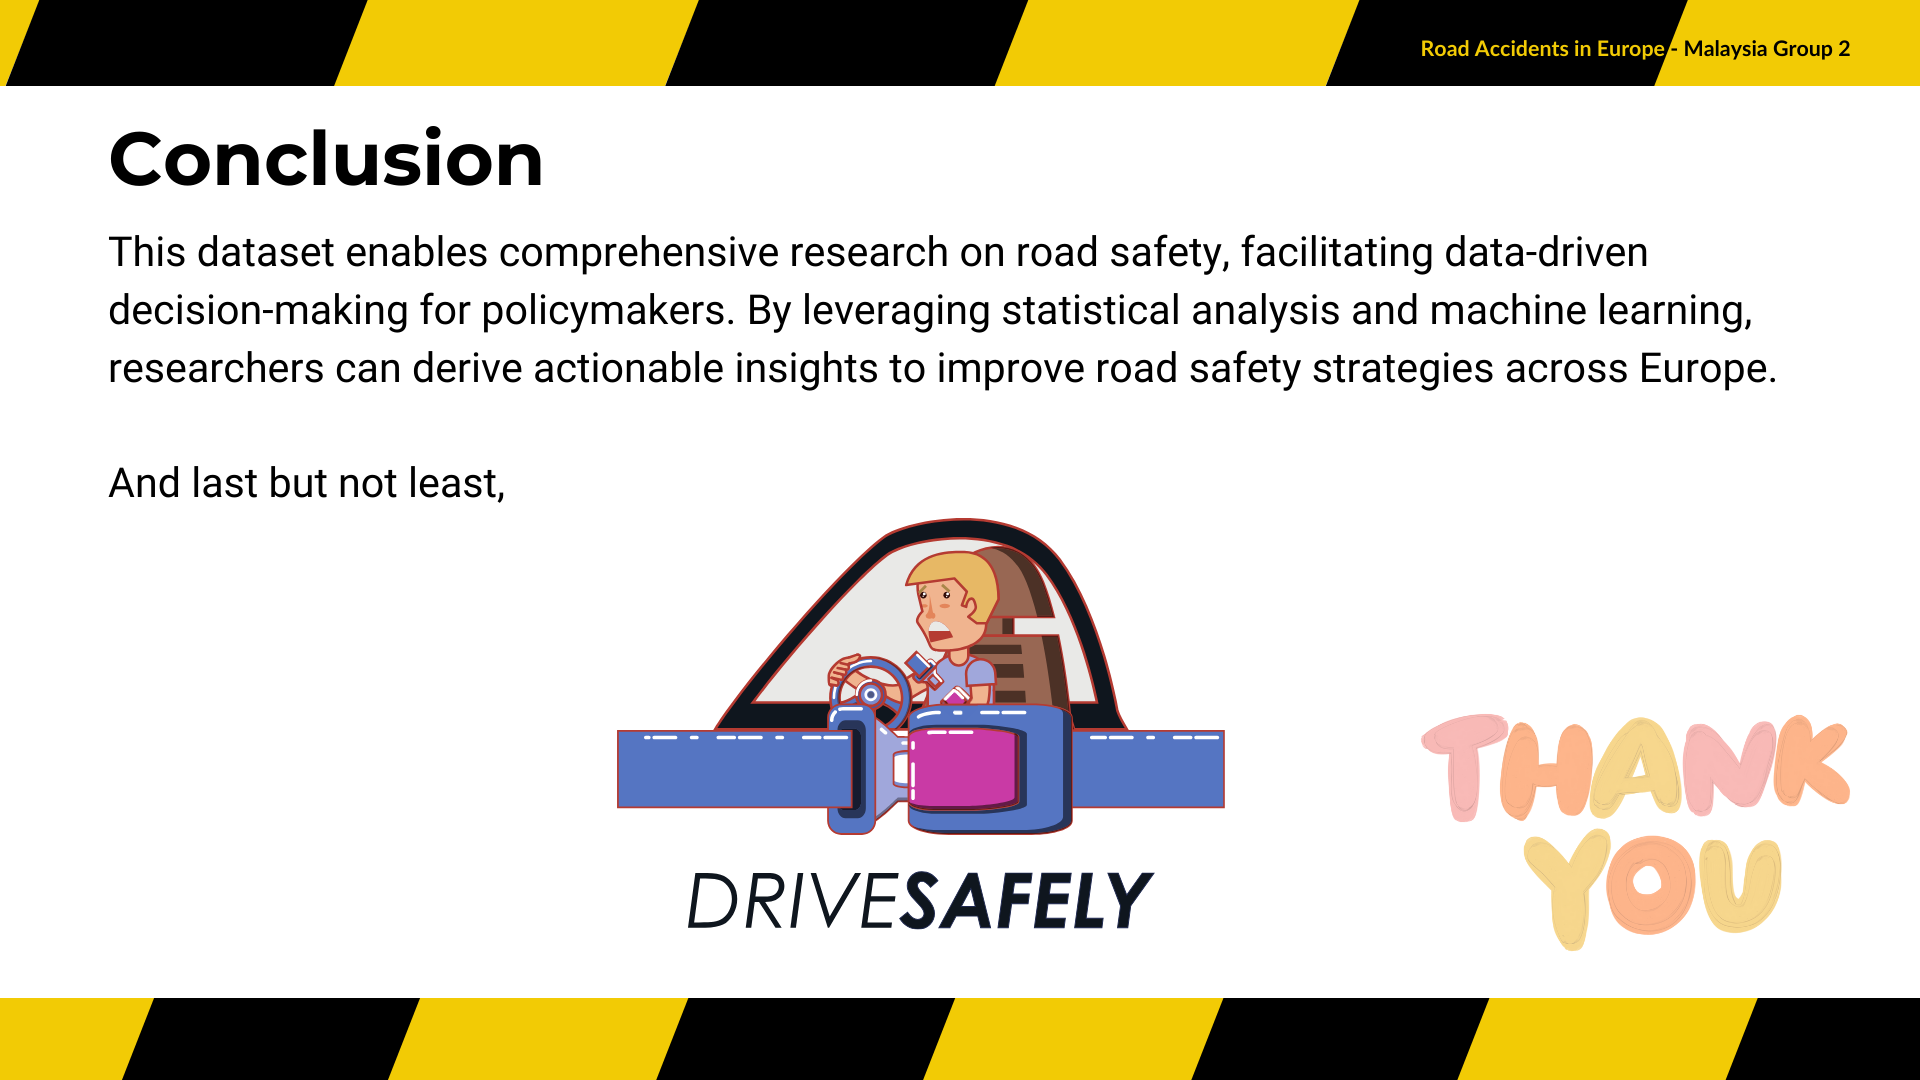 Road Accidents in Europe - Malaysia Group 2
Conclusion
This dataset enables comprehensive research on road safety, facilitating data-driven
decision-making for policymakers. By leveraging statistical analysis and machine learning,
researchers can derive actionable insights to improve road safety strategies across Europe.
And last but not least,
DRIVESAFELY
THANK
YOU